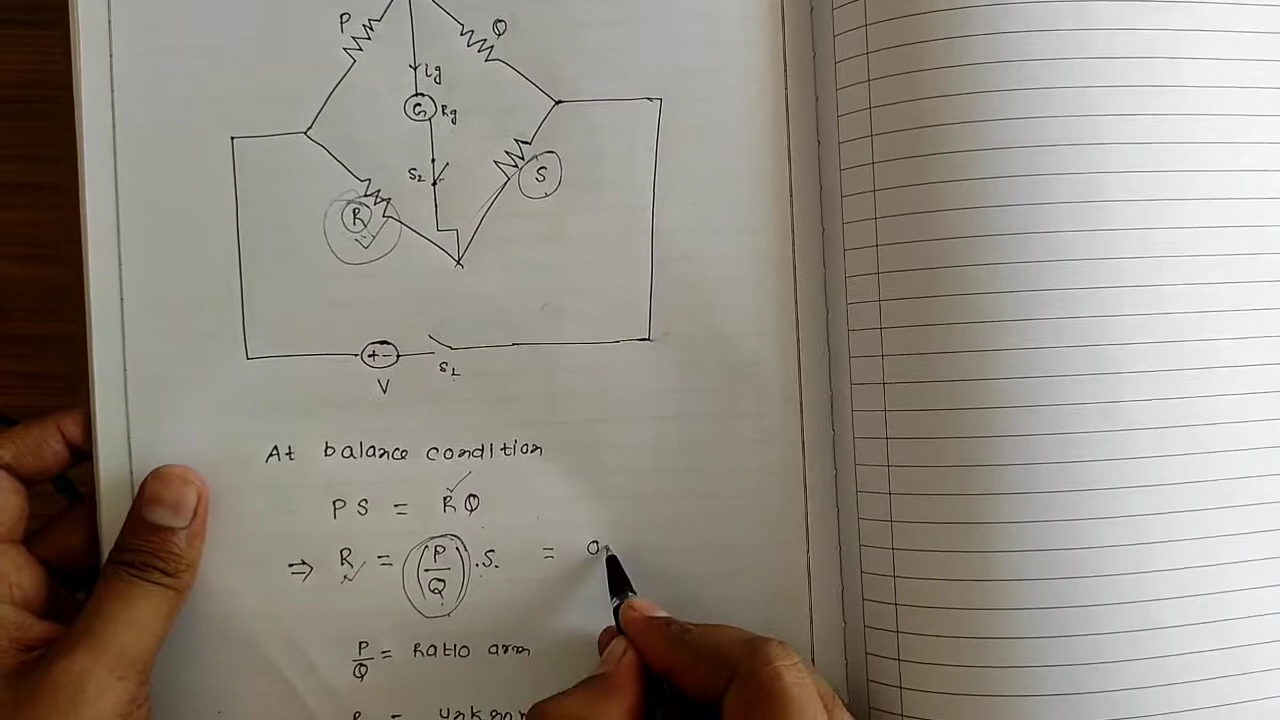 P Q
ig
G Rg
S2
S
R
S1
V
At balance condition
PS = RQ
⇒ R = (P/Q).S. = 0.
P/Q = Ratio arm
R =